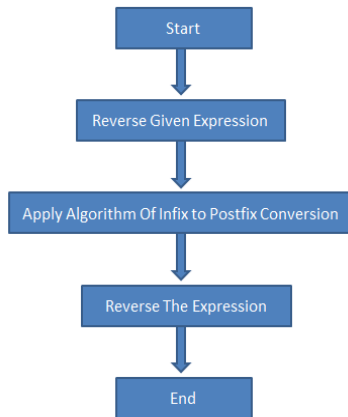 Start
Reverse Given Expression
Apply Algorithm Of Infix to Postfix Conversion
Reverse The Expression
End